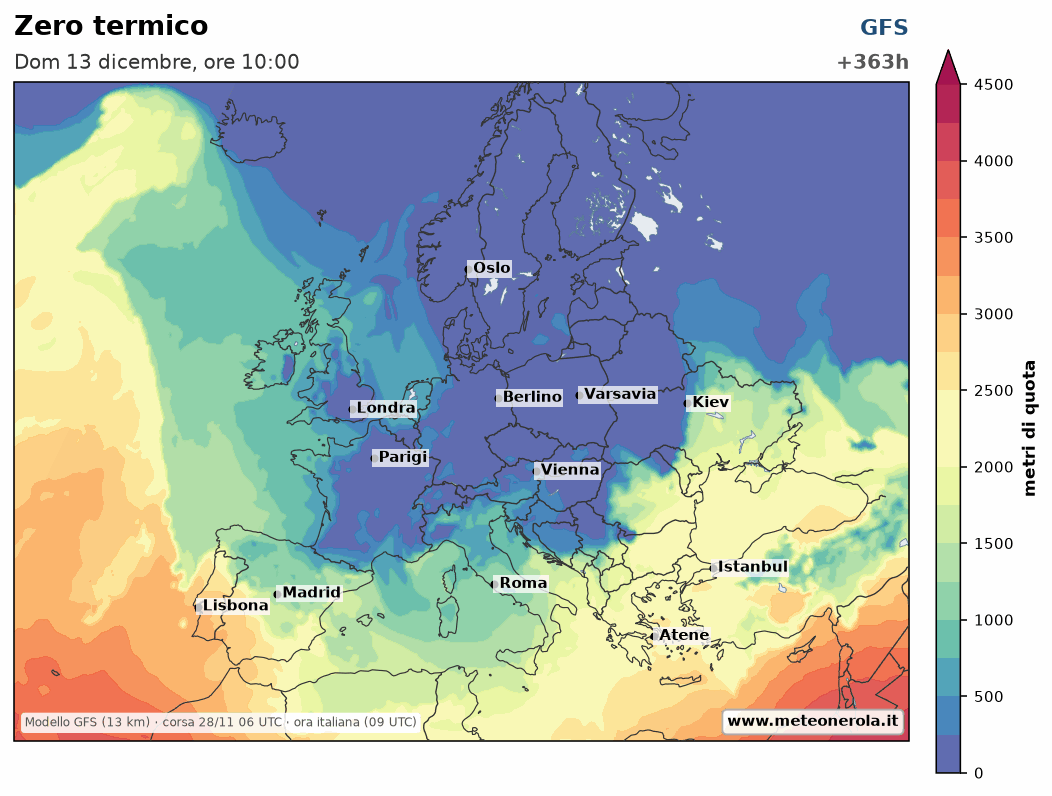 Zero termico
GFS
Dom 13 dicembre, ore 10:00
+363h
4500
4000
3500
3000
2500
2000
1500
1000
500
0
metri di quota
Oslo
Berlino
Varsavia
Kiev
Londra
Parigi
Vienna
Istanbul
Roma
Madrid
Lisbona
Atene
Modello GFS (13 km) · corsa 28/11 06 UTC · ora italiana (09 UTC)
www.meteonerola.it